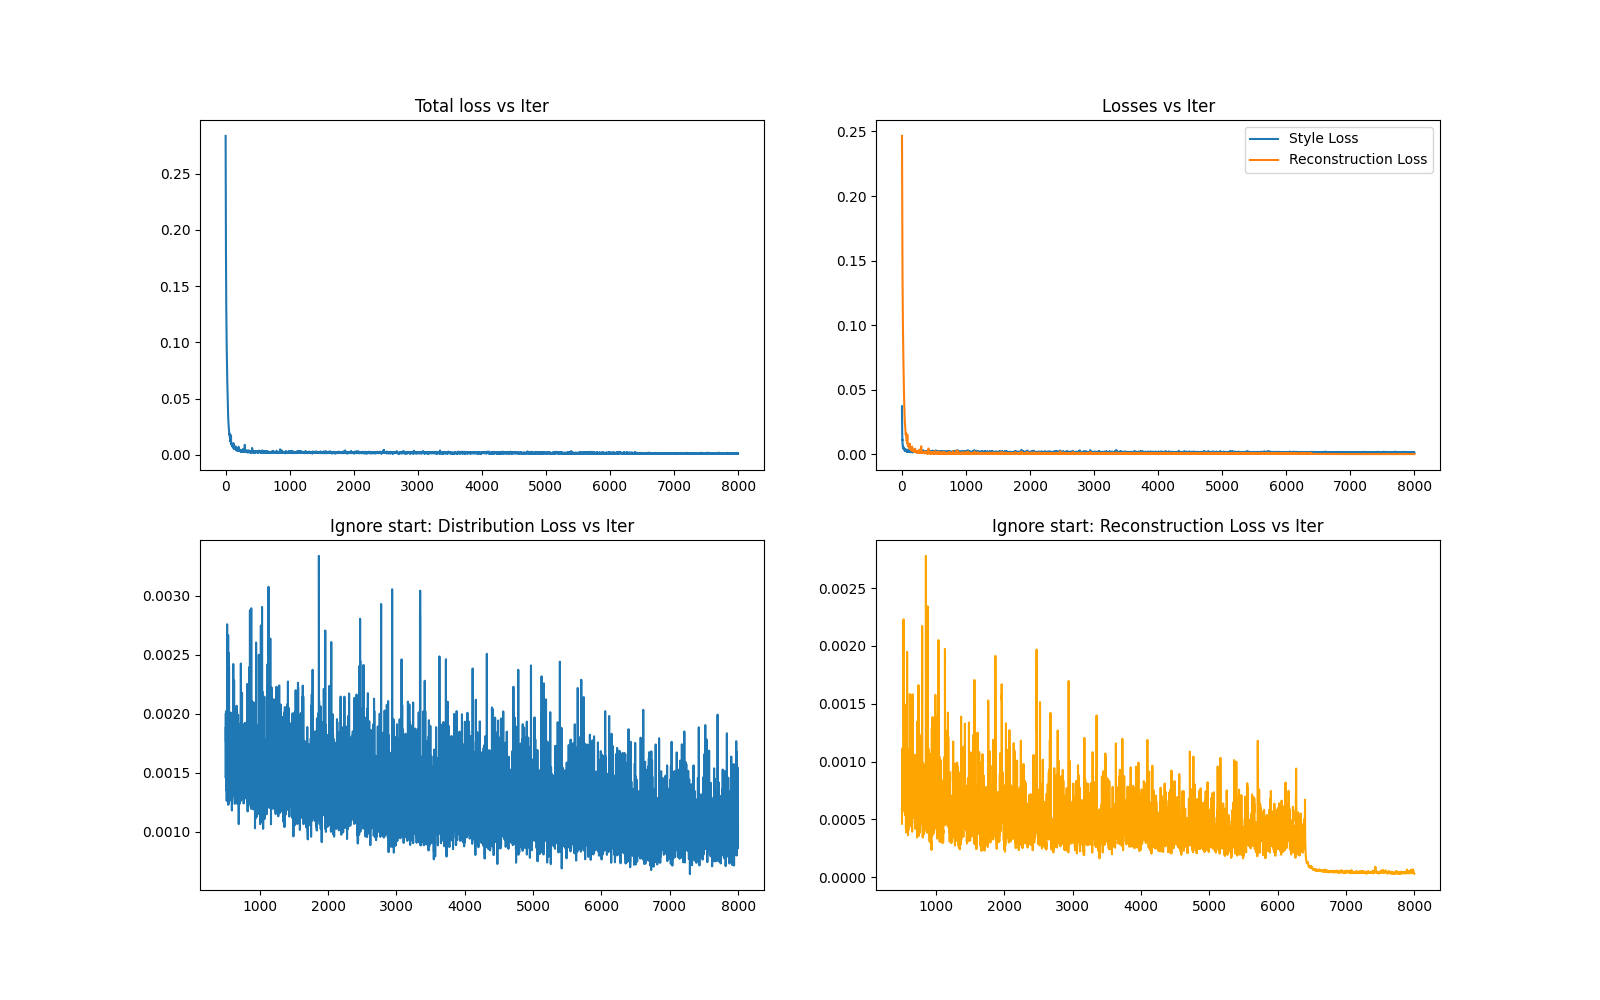 Total loss vs Iter
0.25
0.20
0.15
0.10
0.05
0.00
0 1000 2000 3000 4000 5000 6000 7000 8000
Losses vs Iter
Style Loss
Reconstruction Loss
0.25
0.20
0.15
0.10
0.05
0.00
0 1000 2000 3000 4000 5000 6000 7000 8000
Ignore start: Distribution Loss vs Iter
0.0030
0.0025
0.0020
0.0015
0.0010
1000 2000 3000 4000 5000 6000 7000 8000
Ignore start: Reconstruction Loss vs Iter
0.0025
0.0020
0.0015
0.0010
0.0005
0.0000
1000 2000 3000 4000 5000 6000 7000 8000